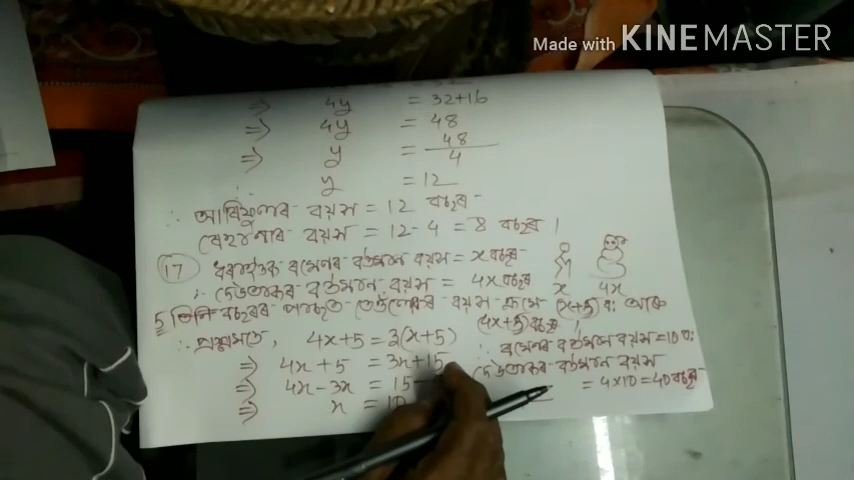 Made with KINEMASTER
⇒ 4y = 32+16
⇒ 4y = 48
⇒ y = 48/4
y = 12
∴ আৰিফুলৰ বয়স = 12 বছৰ
বয়স = 12 - 4 = 8 বছৰ ।
17 ধৰাহওক ৰমেনৰ বৰ্তমান বয়স = x বছৰ
∴ দেউতাকৰ বৰ্তমান বয়স = 4x বছৰ
x 4x
5 বছৰৰ পাছত তেওঁলোকৰ বয়স ক্ৰমে (x+5) ব: আৰু
(4x+5) বছৰ ।
∴ প্ৰশ্নমতে, 4x+5 = 3(x+5)
⇒ 4x + 5 = 3x+15
⇒ 4x - 3x = 15
⇒ x = 10
∴ ৰমেনৰ বৰ্তমান বয়স = 10 ব:
দেউতাকৰ বৰ্তমান বয়স
= 4×10 = 40 বছৰ